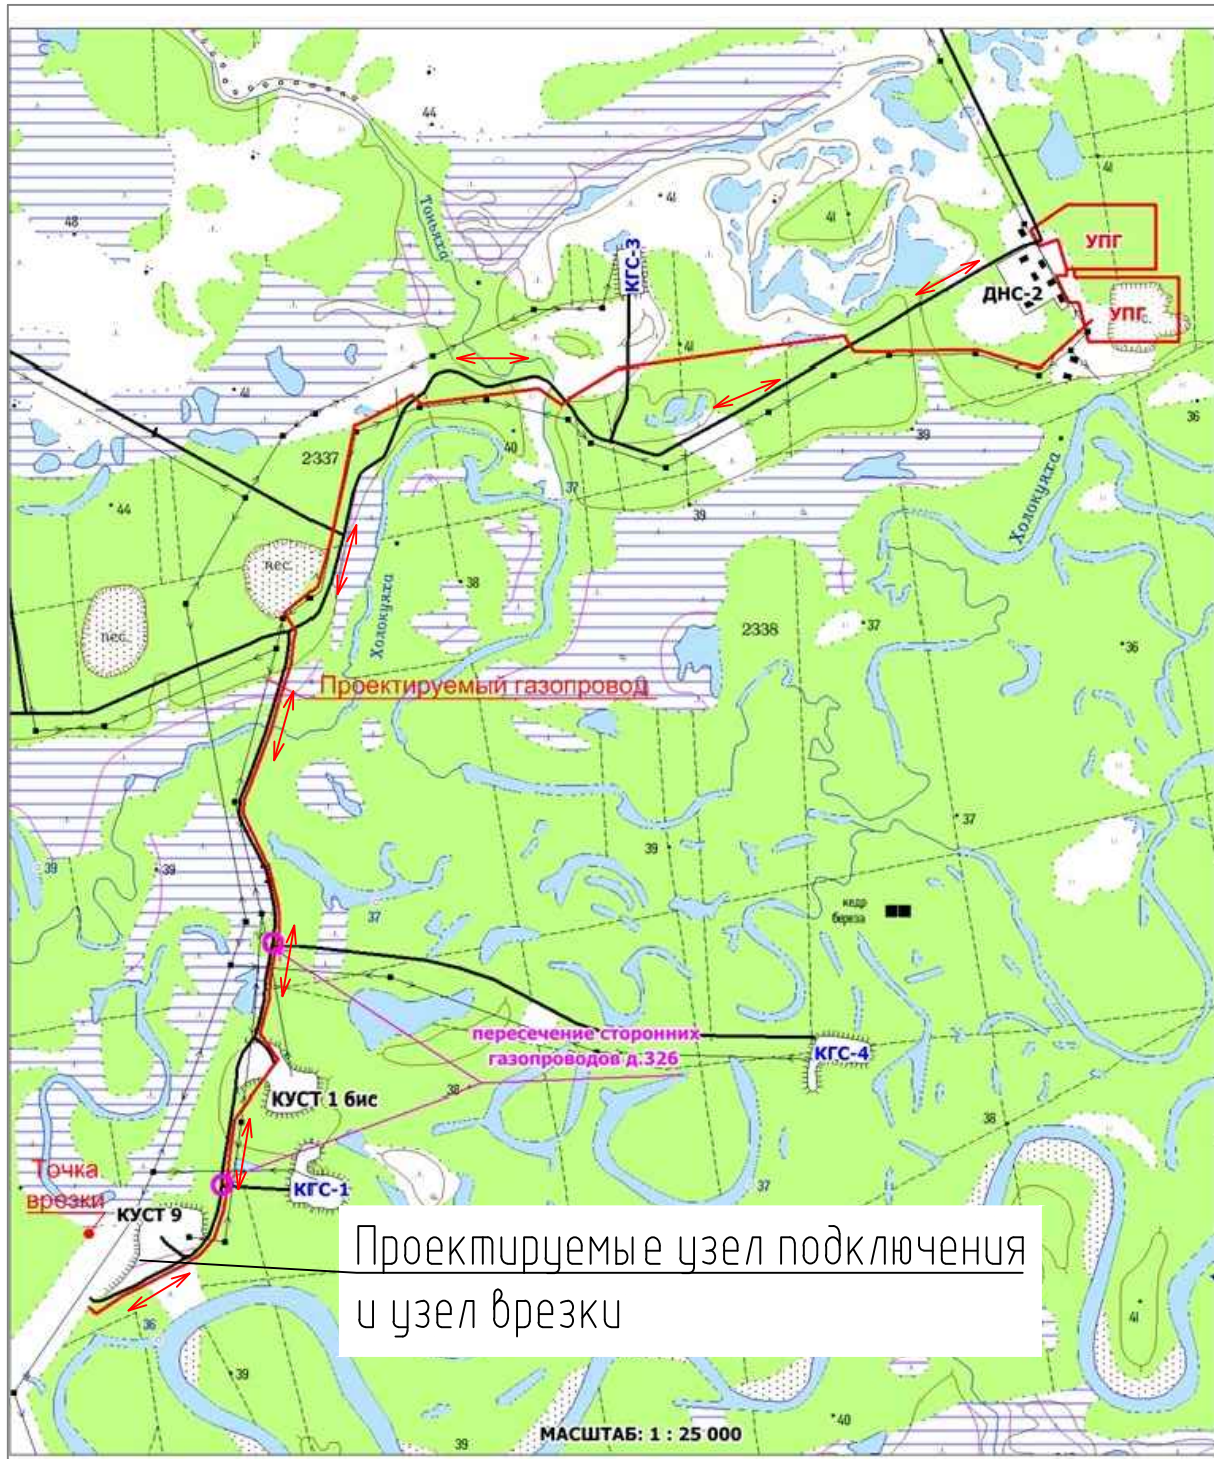 44
48
41
41
41
Тоньяха
КГС-3
УПГ
ДНС-2
УПГ
41
41
36
40
39
2337
37
Холокуяха
44
39
пес.
38
Холокуяха
2338
37
пес.
36
Проектируемый газопровод
37
39
39
39
37
кедр
береза
пересечение сторонних
газопроводов д.326
КГС-4
38
КУСТ 1 бис
38
Точка
врезки
КГС-1
37
КУСТ 9
Проектируемые узел подключения
и узел врезки
36
41
39
40
39
МАСШТАБ: 1 : 25 000